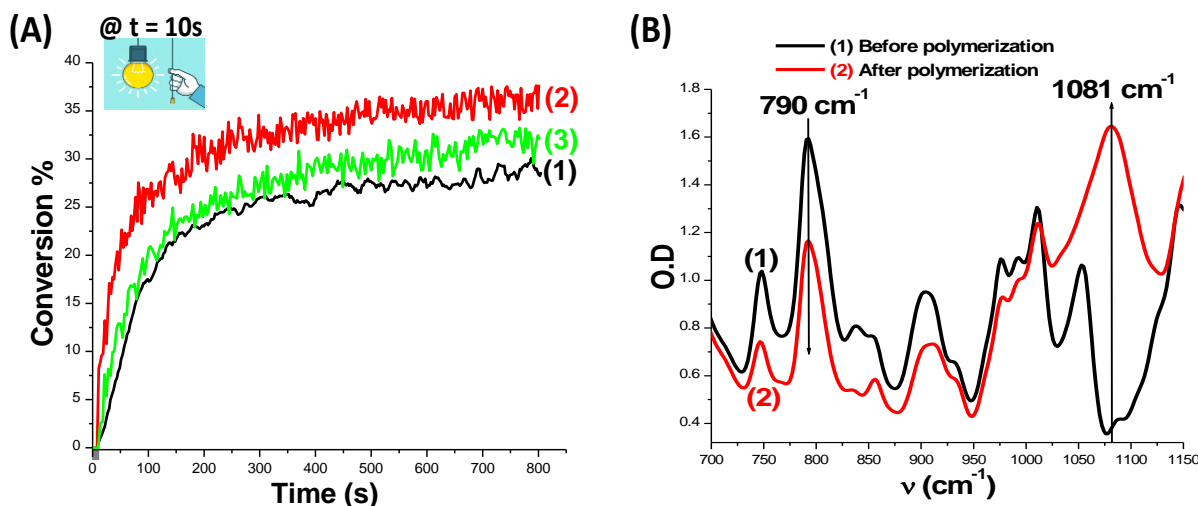 (A)
@ t = 10s
40
35
30
25
20
15
10
5
0
Conversion %
(2)
(3)
(1)
0 100 200 300 400 500 600 700 800
Time (s)
(B)
(1) Before polymerization
(2) After polymerization
790 cm-1
1081 cm-1
1.6
1.4
1.2
1.0
0.8
0.6
0.4
O.D
(1)
(2)
700 750 800 850 900 950 1000 1050 1100 1150
ν (cm-1)